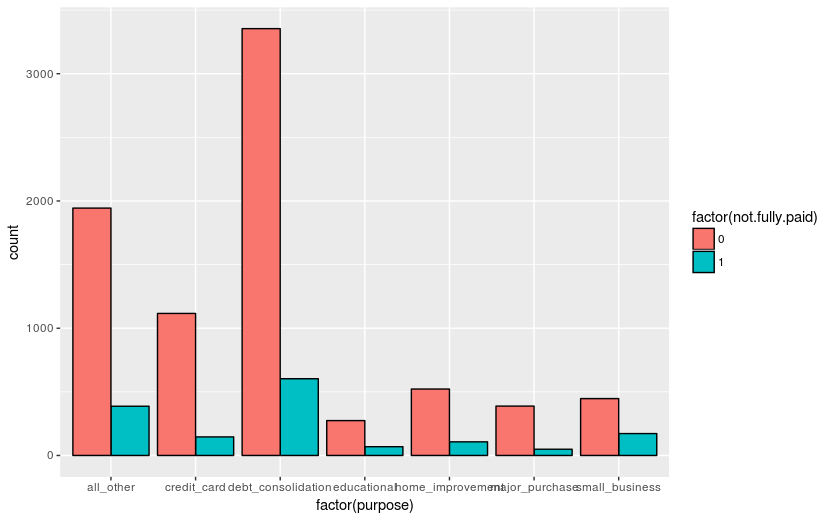 3000
2000
1000
0
count
all_other
credit_card
debt_consolidation
educational
home_improvement
major_purchase
small_business
factor(purpose)
factor(not.fully.paid)
0
1